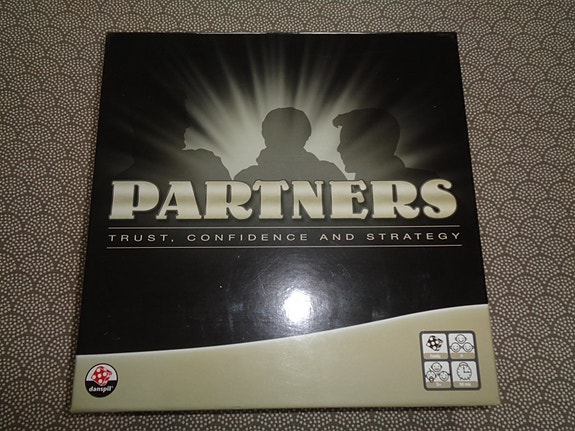 PARTNERS
TRUST, CONFIDENCE AND STRATEGY
danspil